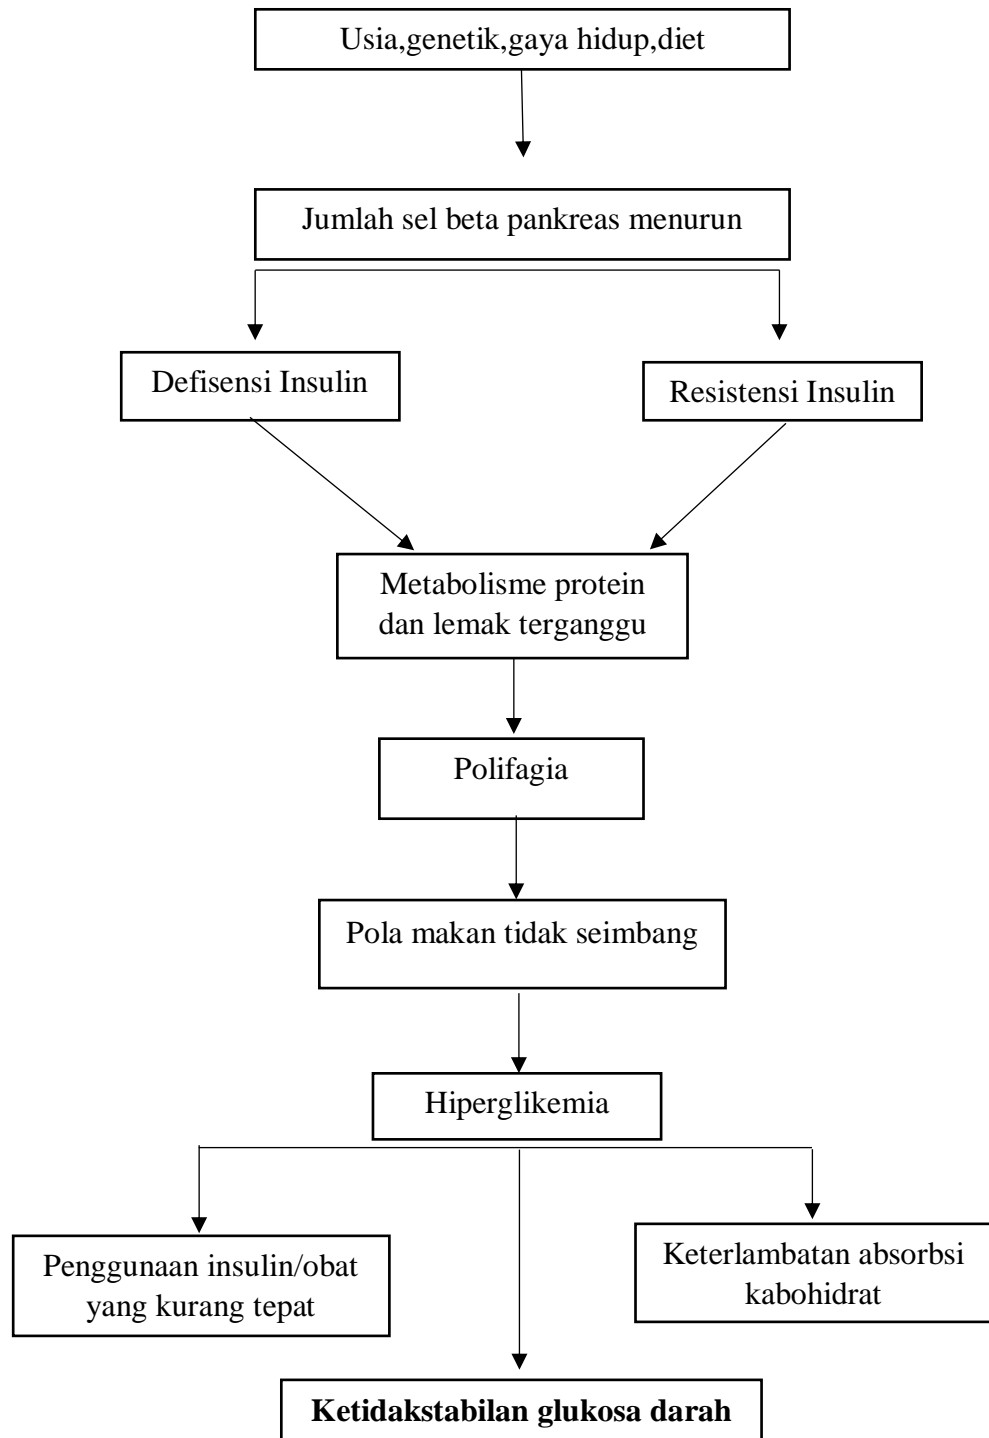 Usia,genetik,gaya hidup,diet
Jumlah sel beta pankreas menurun
Defisensi Insulin
Resistensi Insulin
Metabolisme protein
dan lemak terganggu
Polifagia
Pola makan tidak seimbang
Hiperglikemia
Penggunaan insulin/obat
yang kurang tepat
Keterlambatan absorbsi
kabohidrat
Ketidakstabilan glukosa darah